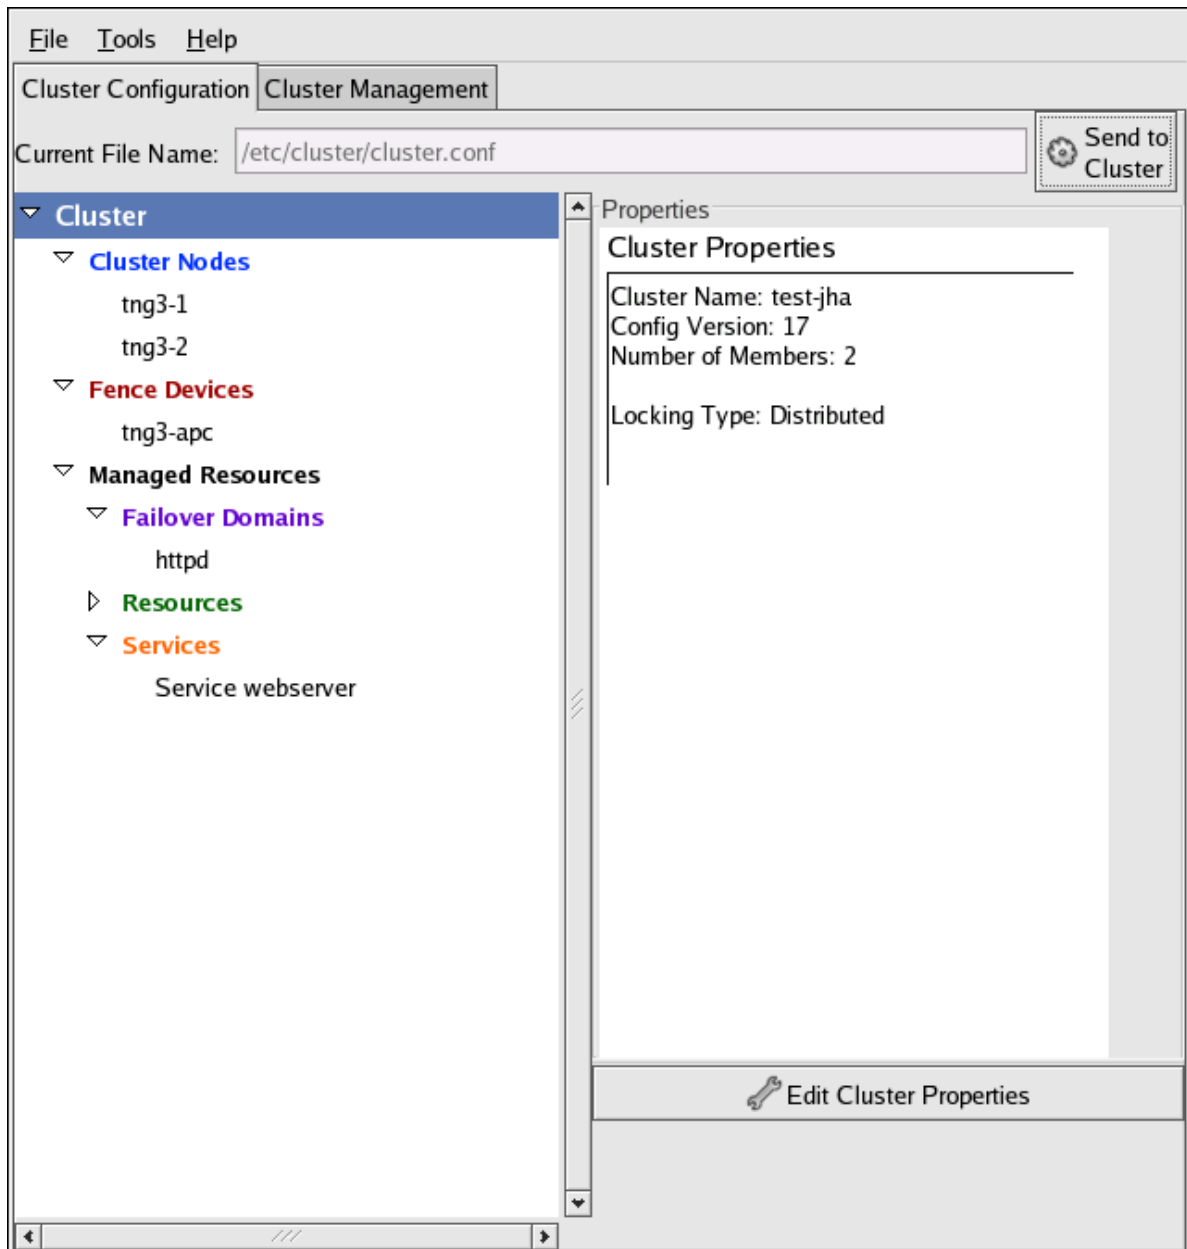 File Tools Help
Cluster Configuration Cluster Management
Current File Name: /etc/cluster/cluster.conf
Send to
Cluster
Cluster
Cluster Nodes
tng3-1
tng3-2
Fence Devices
tng3-apc
Managed Resources
Failover Domains
httpd
Resources
Services
Service webserver
Properties
Cluster Properties
Cluster Name: test-jha
Config Version: 17
Number of Members: 2
Locking Type: Distributed
Edit Cluster Properties